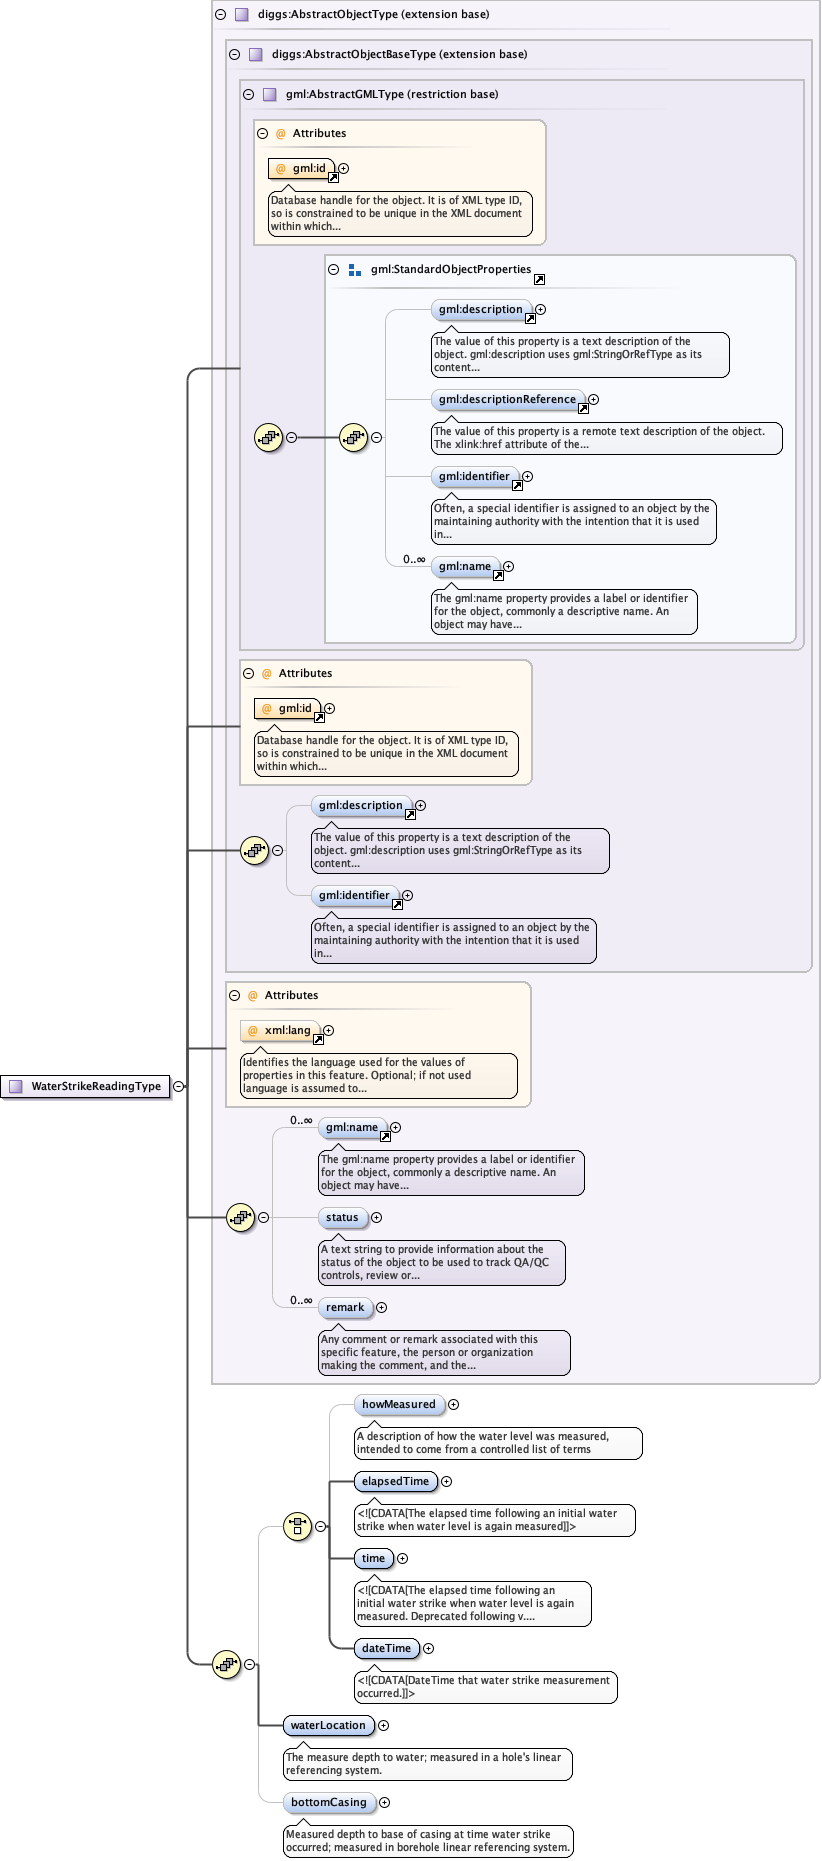 diggs:AbstractObjectType (extension base)
diggs:AbstractObjectBaseType (extension base)
gml:AbstractGMLType (restriction base)
@ Attributes
@ gml:id
Database handle for the object. It is of XML type ID,
so is constrained to be unique in the XML document
within which...
gml:StandardObjectProperties
gml:description
The value of this property is a text description of the
object. gml:description uses gml:StringOrRefType as its
content...
gml:descriptionReference
The value of this property is a remote text description of the object.
The xlink:href attribute of the...
gml:identifier
Often, a special identifier is assigned to an object by the
maintaining authority with the intention that it is used
in...
0..∞
gml:name
The gml:name property provides a label or identifier
for the object, commonly a descriptive name. An
object may have...
@ Attributes
@ gml:id
Database handle for the object. It is of XML type ID,
so is constrained to be unique in the XML document
within which...
gml:description
The value of this property is a text description of the
object. gml:description uses gml:StringOrRefType as its
content...
gml:identifier
Often, a special identifier is assigned to an object by the
maintaining authority with the intention that it is used
in...
@ Attributes
@ xml:lang
Identifies the language used for the values of
properties in this feature. Optional; if not used
language is assumed to...
WaterStrikeReadingType
0..∞
gml:name
The gml:name property provides a label or identifier
for the object, commonly a descriptive name. An
object may have...
status
A text string to provide information about the
status of the object to be used to track QA/QC
controls, review or...
0..∞
remark
Any comment or remark associated with this
specific feature, the person or organization
making the comment, and the...
howMeasured
A description of how the water level was measured,
intended to come from a controlled list of terms
elapsedTime
<![CDATA[The elapsed time following an initial water
strike when water level is again measured]]>
time
<![CDATA[The elapsed time following an
initial water strike when water level is again
measured. Deprecated following v....
dateTime
<![CDATA[DateTime that water strike measurement
occurred.]]>
waterLocation
The measure depth to water; measured in a hole's linear
referencing system.
bottomCasing
Measured depth to base of casing at time water strike
occurred; measured in borehole linear referencing system.